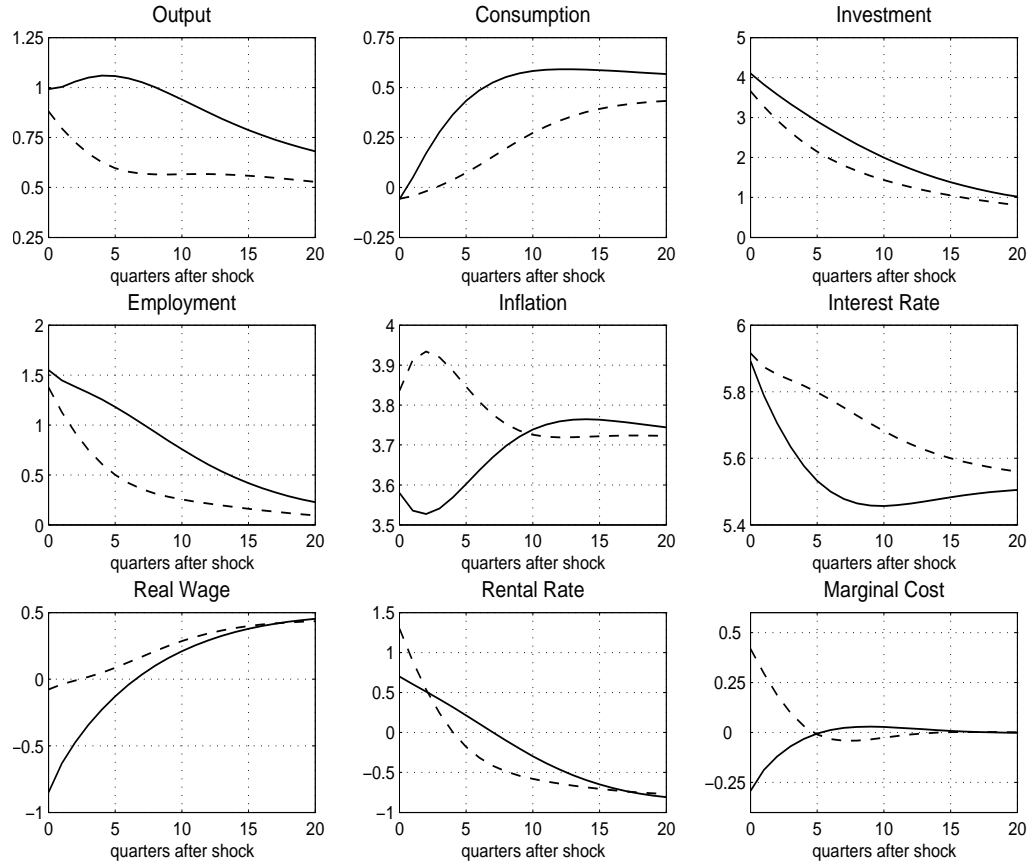 Output Consumption Investment
1.25 0.75 5
1 0.5 4
0.75 0.25 3
0.5 0 2
0.25 −0.25 1
0
0 5 10 15 20 0 5 10 15 20 0 5 10 15 20
quarters after shock quarters after shock quarters after shock
Employment Inflation Interest Rate
2 4 6
1.5 3.9 5.8
1 3.8 5.6
0.5 3.7 5.4
0 3.6
3.5
0 5 10 15 20 0 5 10 15 20 0 5 10 15 20
quarters after shock quarters after shock quarters after shock
Real Wage Rental Rate Marginal Cost
0.5 1.5 0.5
0 1 0.25
−0.5 0.5 0
−1 0 −0.25
−0.5
−1
0 5 10 15 20 0 5 10 15 20 0 5 10 15 20
quarters after shock quarters after shock quarters after shock